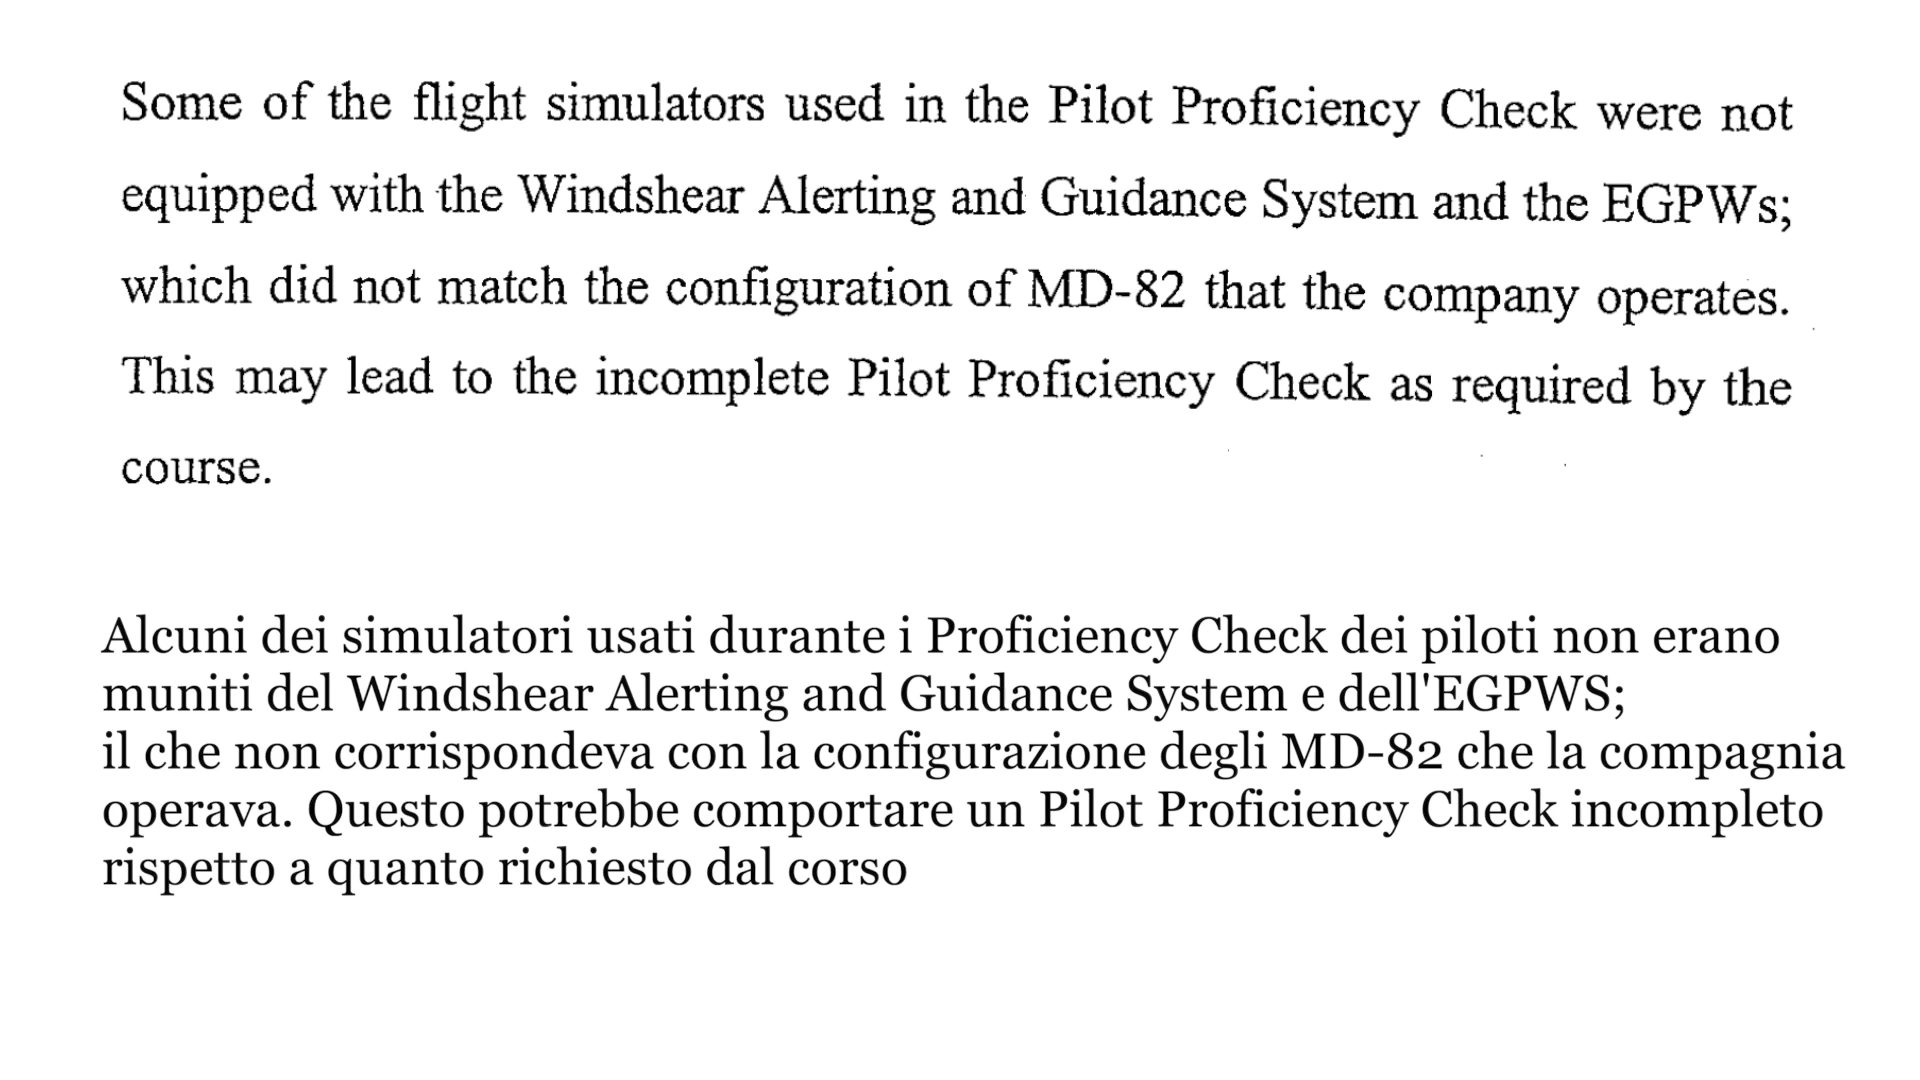 Some of the flight simulators used in the Pilot Proficiency Check were not
equipped with the Windshear Alerting and Guidance System and the EGPWs;
which did not match the configuration of MD-82 that the company operates.
This may lead to the incomplete Pilot Proficiency Check as required by the
course.
Alcuni dei simulatori usati durante i Proficiency Check dei piloti non erano
muniti del Windshear Alerting and Guidance System e dell'EGPWS;
il che non corrispondeva con la configurazione degli MD-82 che la compagnia
operava. Questo potrebbe comportare un Pilot Proficiency Check incompleto
rispetto a quanto richiesto dal corso